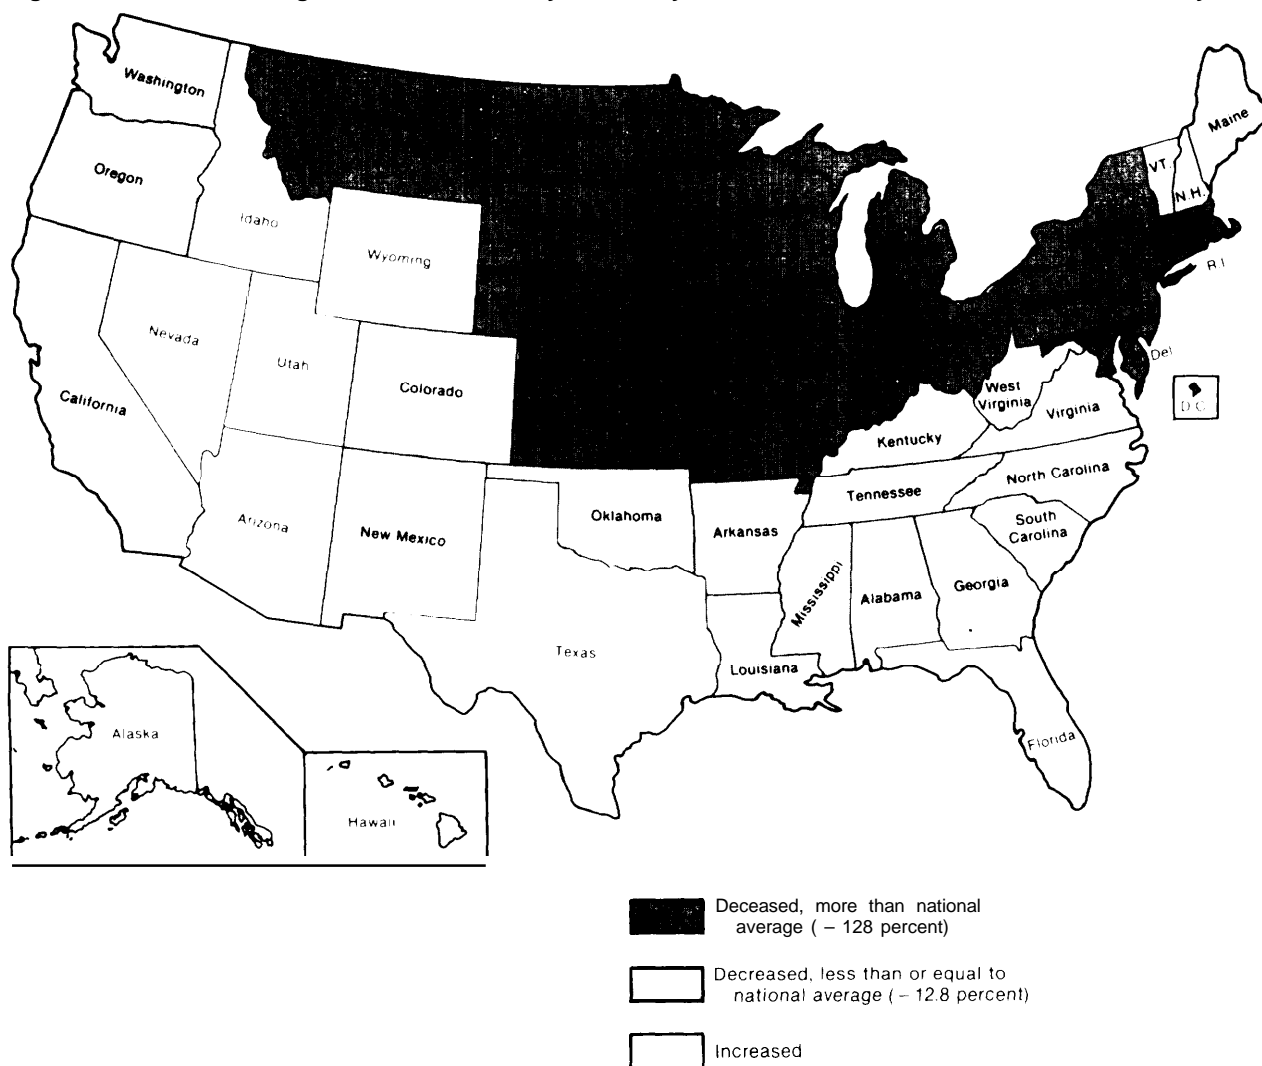 Washington
Oregon
Idaho
Wyoming
Nevada
Utah
Colorado
California
Arizona
New Mexico
Oklahoma
Arkansas
Texas
Louisiana
Mississippi
Alabama
Georgia
Florida
Tennessee
Kentucky
West
Virginia
Virginia
North Carolina
South
Carolina
Maine
VT.
N.H.
R.I
Del
D.C.
Alaska
Hawaii
Deceased, more than national
average ( – 128 percent)
Decreased, less than or equal to
national average ( – 12.8 percent)
Increased